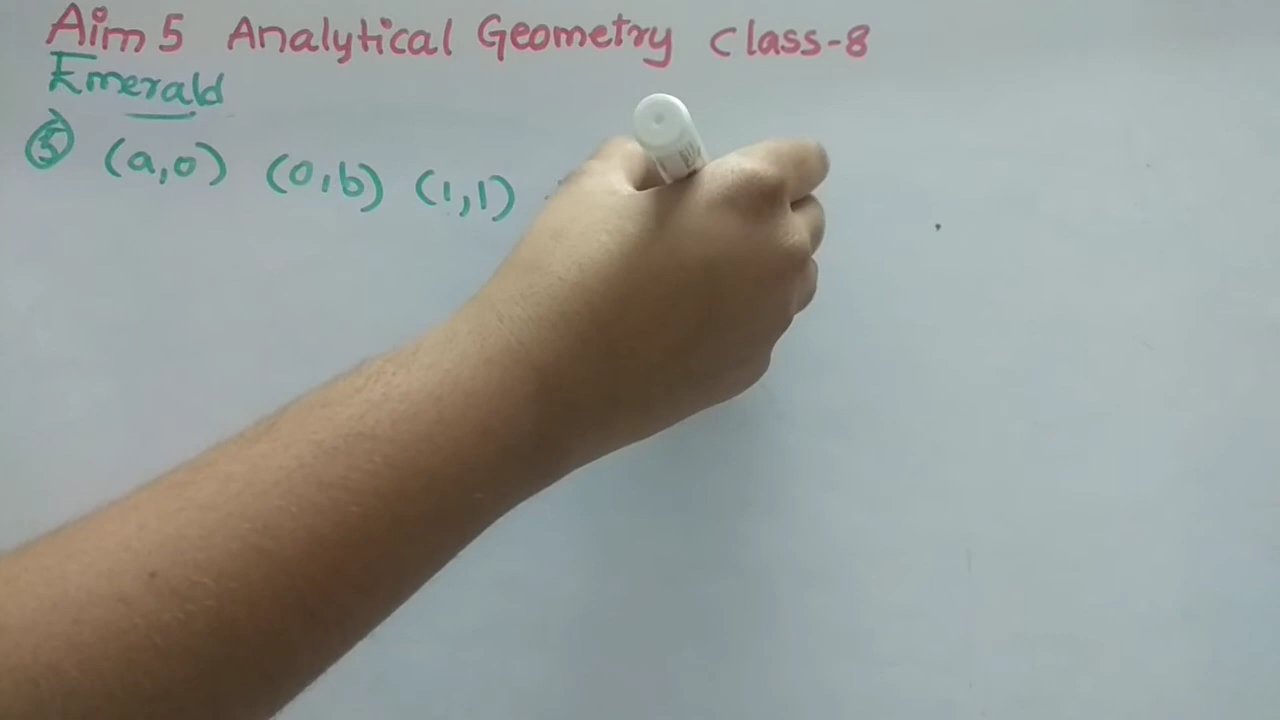 Aim 5 Analytical Geometry Class-8
Emerald
5 (a,0) (0,b) (1,1)